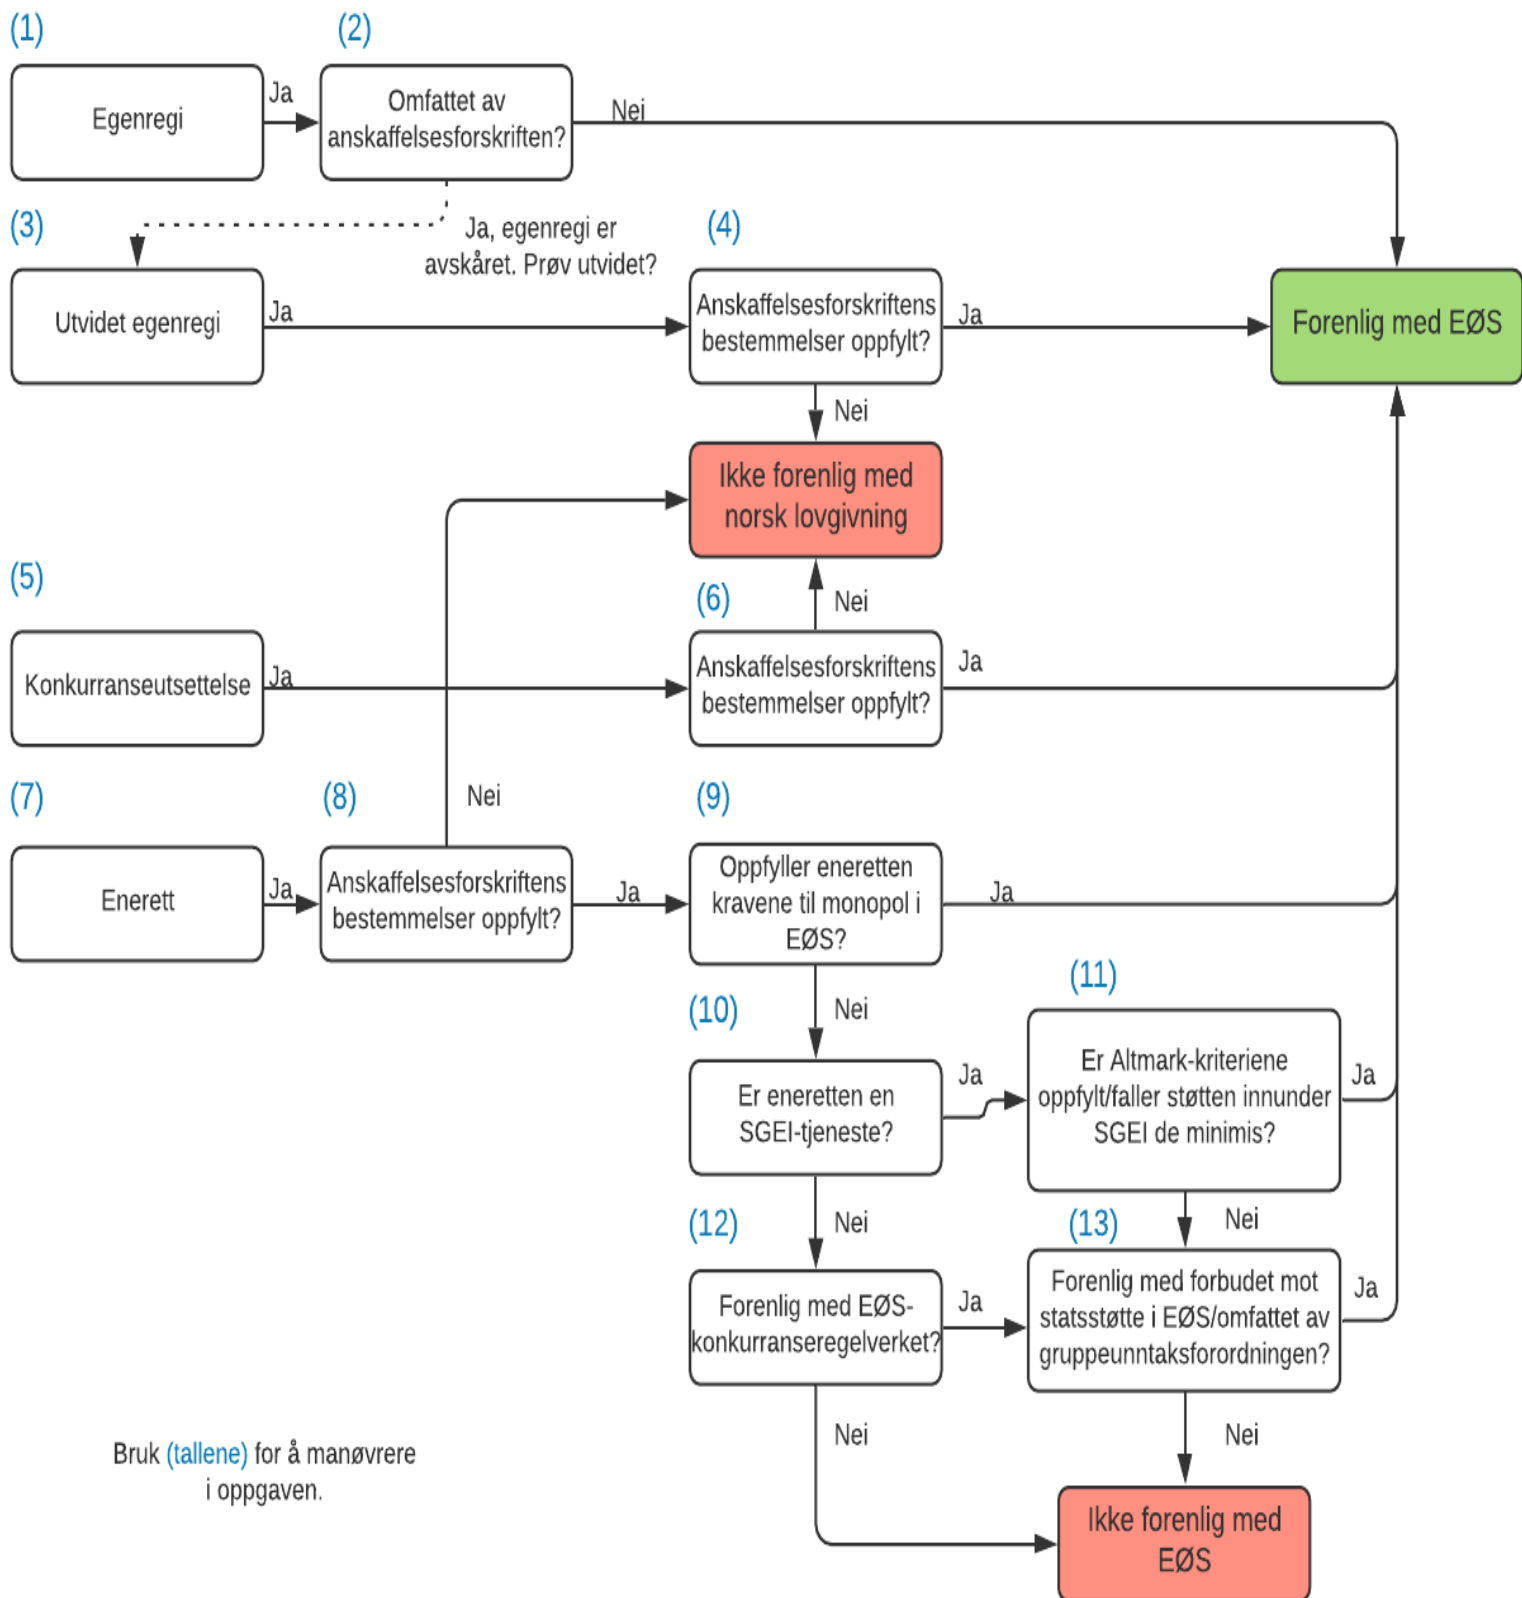 (1)
(2)
Egenregi
Ja
Omfattet av
anskaffelsesforskriften?
Nei
(3)
Ja, egenregi er
avskåret. Prøv utvidet?
(4)
Utvidet egenregi
Ja
Anskaffelsesforskriftens
bestemmelser oppfylt?
Ja
Forenlig med EØS
Nei
Ikke forenlig med
norsk lovgivning
(5)
(6)
Nei
Konkurranseutsettelse
Ja
Anskaffelsesforskriftens
bestemmelser oppfylt?
Ja
(7)
(8)
Nei
(9)
Enerett
Ja
Anskaffelsesforskriftens
bestemmelser oppfylt?
Ja
Oppfyller eneretten
kravene til monopol i
EØS?
Ja
(10)
Nei
(11)
Er eneretten en
SGEI-tjeneste?
Ja
Er Altmark-kriteriene
oppfylt/faller støtten innunder
SGEI de minimis?
Ja
(12)
Nei
(13)
Nei
Forenlig med EØS-
konkurranseregelverket?
Ja
Forenlig med forbudet mot
statsstøtte i EØS/omfattet av
gruppeunntaksforordningen?
Ja
Nei
Nei
Bruk (tallene) for å manøvrere
i oppgaven.
Ikke forenlig med
EØS